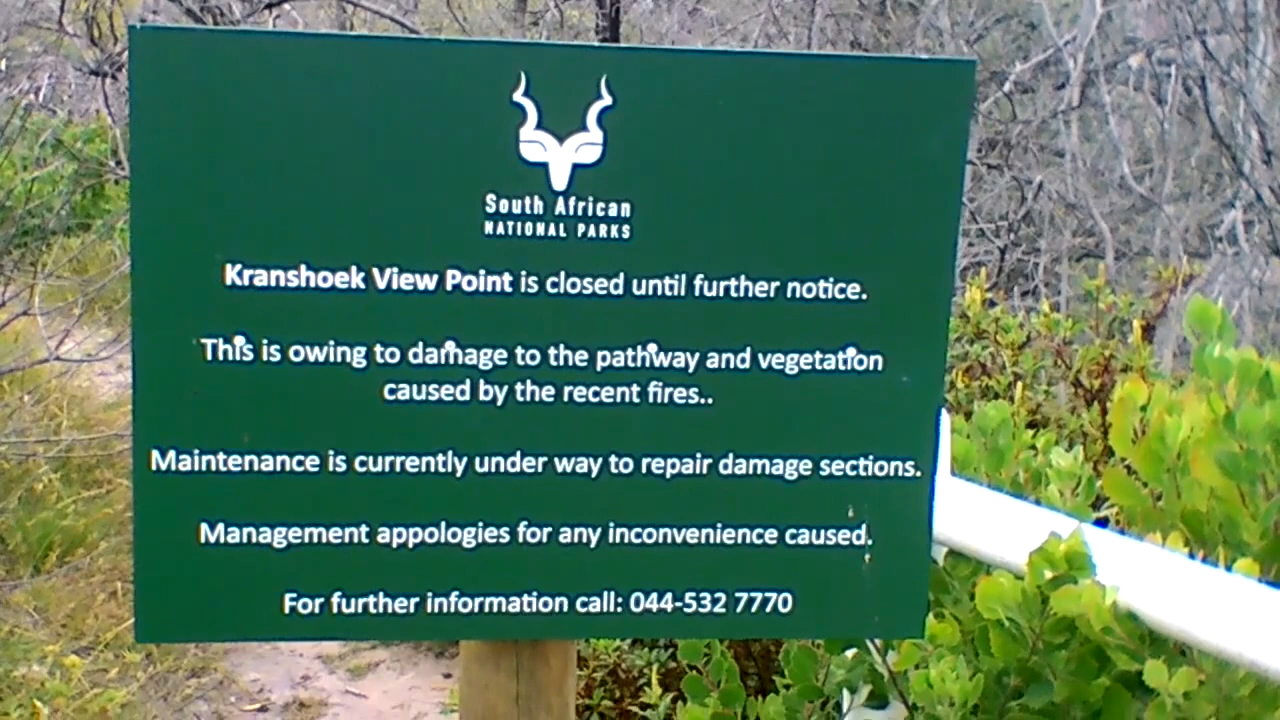 South African
NATIONAL PARKS
Kranshoek View Point is closed until further notice.
This is owing to damage to the pathway and vegetation
caused by the recent fires..
Maintenance is currently under way to repair damage sections.
Management appologies for any inconvenience caused.
For further information call: 044-532 7770